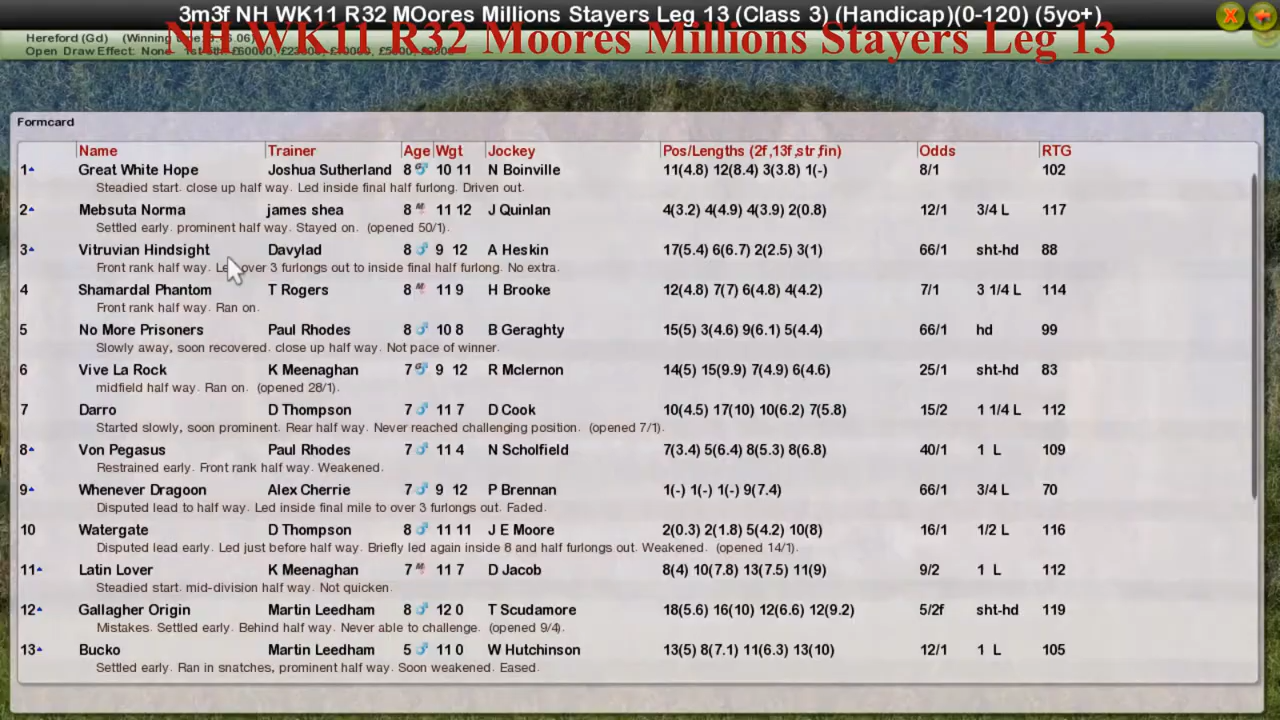 3m3f NH WK11 R32 MOores Millions Stayers Leg 13 (Class 3) (Handicap)(0-120) (5yo+)
NH WK11 R32 Moores Millions Stayers Leg 13
Hereford (Gd) (Winning
Open Draw Effect: None
Formcard
Name Trainer Age Wgt Jockey Pos/Lengths (2f,13f,str,fin) Odds RTG
1 Great White Hope Joshua Sutherland 8 10 11 N Boinville 11(4.8) 12(8.4) 3(3.8) 1(-) 8/1 102
Steadied start. close up half way. Led inside final half furlong. Driven out.
2 Mebsuta Norma james shea 8 11 12 J Quinlan 4(3.2) 4(4.9) 4(3.9) 2(0.8) 12/1 3/4 L 117
Settled early. prominent half way. Stayed on. (opened 50/1).
3 Vitruvian Hindsight Davylad 8 9 12 A Heskin 17(5.4) 6(6.7) 2(2.5) 3(1) 66/1 sht-hd 88
Front rank half way. over 3 furlongs out to inside final half furlong. No extra.
4 Shamardal Phantom T Rogers 8 11 9 H Brooke 12(4.8) 7(7) 6(4.8) 4(4.2) 7/1 3 1/4 L 114
Front rank half way. Ran on.
5 No More Prisoners Paul Rhodes 8 10 8 B Geraghty 15(5) 3(4.6) 9(6.1) 5(4.4) 66/1 hd 99
Slowly away, soon recovered. close up half way. Not pace of winner.
6 Vive La Rock K Meenaghan 7 9 12 R Mclernon 14(5) 15(9.9) 7(4.9) 6(4.6) 25/1 sht-hd 83
midfield half way. Ran on. (opened 28/1).
7 Darro D Thompson 7 11 7 D Cook 10(4.5) 17(10) 10(6.2) 7(5.8) 15/2 1 1/4 L 112
Started slowly, soon prominent. Rear half way. Never reached challenging position. (opened 7/1).
8 Von Pegasus Paul Rhodes 7 11 4 N Scholfield 7(3.4) 5(6.4) 8(5.3) 8(6.8) 40/1 1 L 109
Restrained early. Front rank half way. Weakened.
9 Whenever Dragoon Alex Cherrie 7 9 12 P Brennan 1(-) 1(-) 1(-) 9(7.4) 66/1 3/4 L 70
Disputed lead to half way. Led inside final mile to over 3 furlongs out. Faded.
10 Watergate D Thompson 8 11 11 J E Moore 2(0.3) 2(1.8) 5(4.2) 10(8) 16/1 1/2 L 116
Disputed lead early. Led just before half way. Briefly led again inside 8 and half furlongs out. Weakened. (opened 14/1).
11 Latin Lover K Meenaghan 7 11 7 D Jacob 8(4) 10(7.8) 13(7.5) 11(9) 9/2 1 L 112
Steadied start. mid-division half way. Not quicken.
12 Gallagher Origin Martin Leedham 8 12 0 T Scudamore 18(5.6) 16(10) 12(6.6) 12(9.2) 5/2f sht-hd 119
Mistakes. Settled early. Behind half way. Never able to challenge. (opened 9/4).
13 Bucko Martin Leedham 5 11 0 W Hutchinson 13(5) 8(7.1) 11(6.3) 13(10) 12/1 1 L 105
Settled early. Ran in snatches, prominent half way. Soon weakened. Eased.